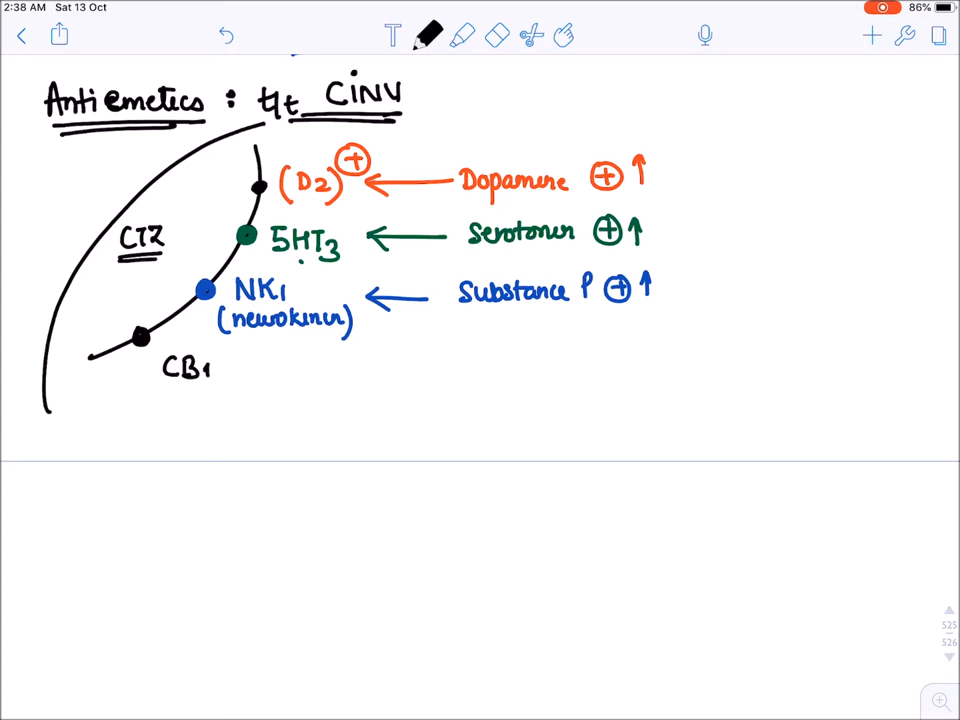 2:38 AM Sat 13 Oct 86%
T
Antiemetics : ttt CINV
(D2) + ← Dopamine + ↑
CTZ
5HT3 ← Serotonin + ↑
NK1 ← Substance P + ↑
(neurokinin)
CB1
525
526